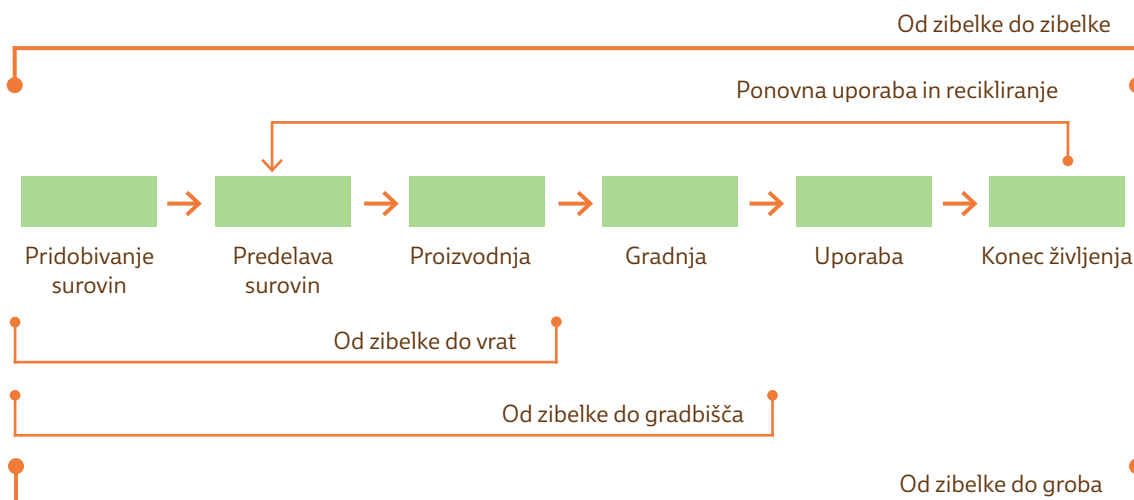 Od zibelke do zibelke
Ponovna uporaba in recikliranje
Pridobivanje
surovin
Predelava
surovin
Proizvodnja
Gradnja
Uporaba
Konec življenja
Od zibelke do vrat
Od zibelke do gradbišča
Od zibelke do groba